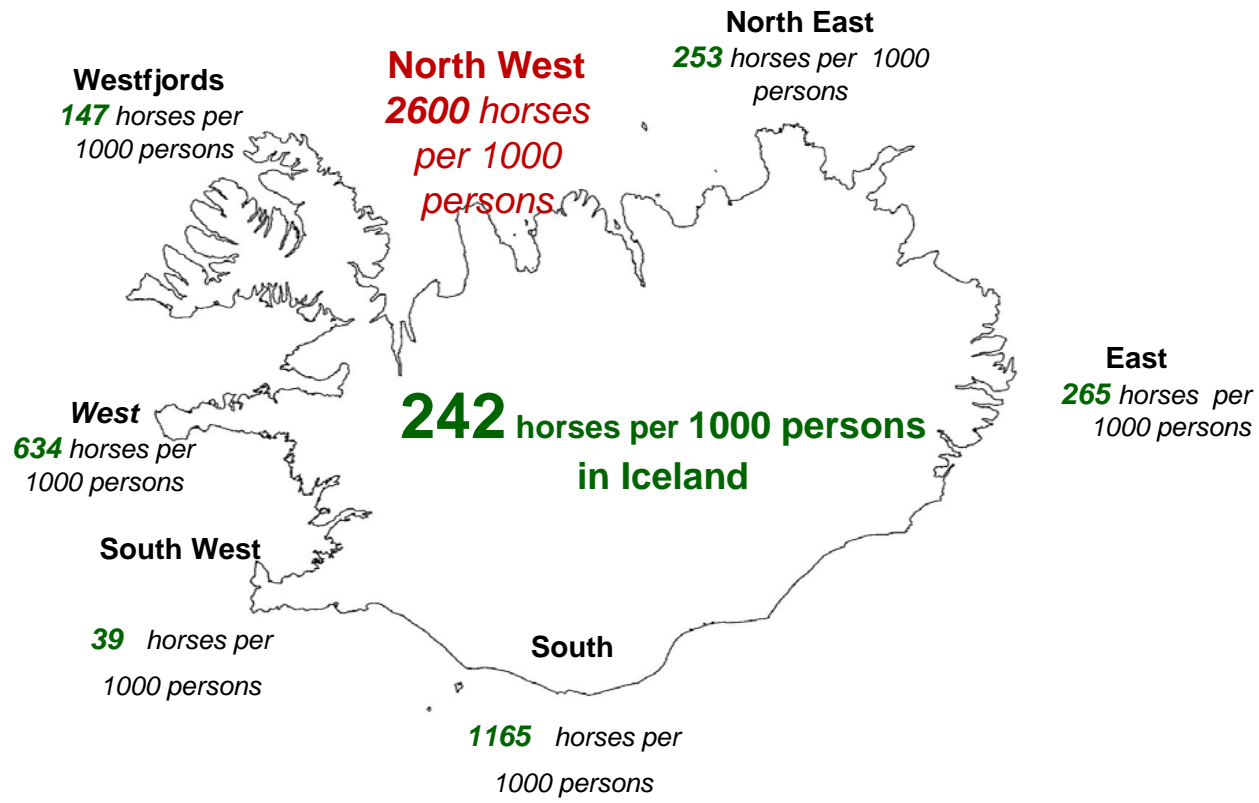 North East
253 horses per 1000
persons
North West
2600 horses
per 1000
persons
Westfjords
147 horses per
1000 persons
East
265 horses per
1000 persons
West
634 horses per
1000 persons
242 horses per 1000 persons
in Iceland
South West
39 horses per
1000 persons
South
1165 horses per
1000 persons